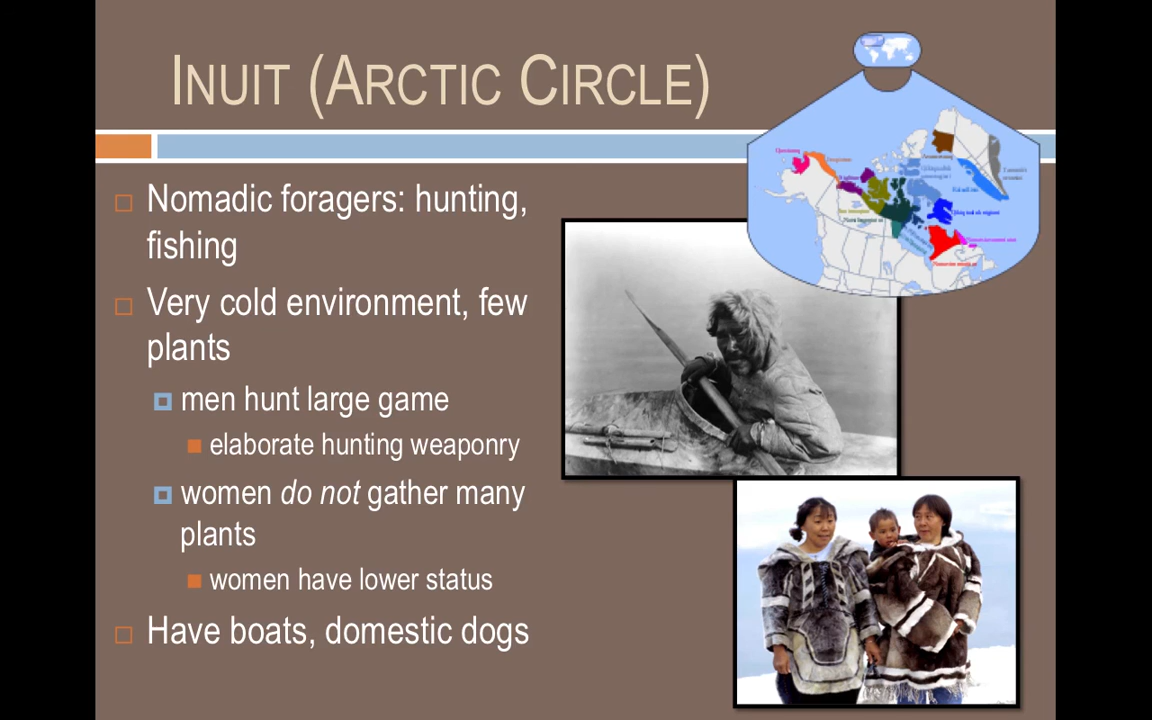 INUIT (ARCTIC CIRCLE)
Nomadic foragers: hunting,
fishing
Very cold environment, few
plants
men hunt large game
elaborate hunting weaponry
women do not gather many
plants
women have lower status
Have boats, domestic dogs